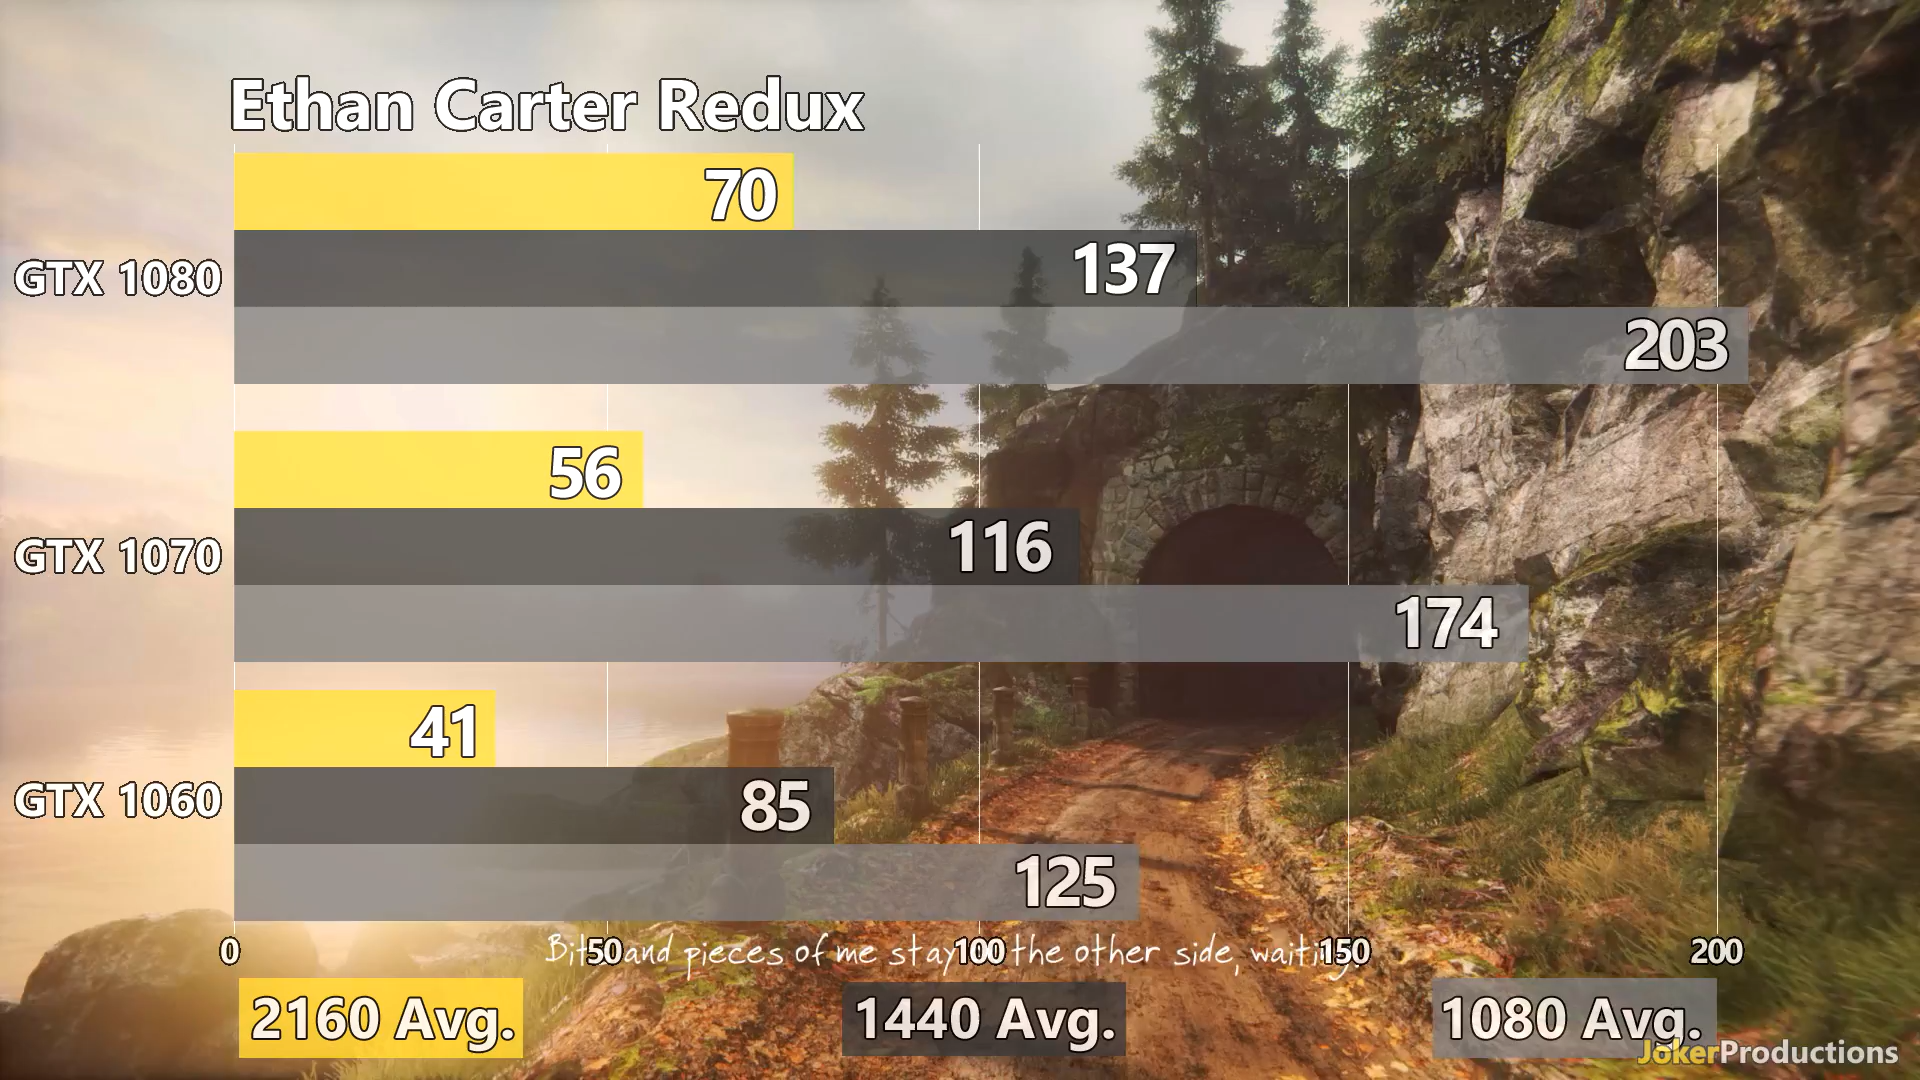 Ethan Carter Redux
70
GTX 1080
137
203
56
GTX 1070
116
174
41
GTX 1060
85
125
0 50 100 150 200
and pieces of me stay the other side,
2160 Avg.
1440 Avg.
1080 Avg.
JokerProductions